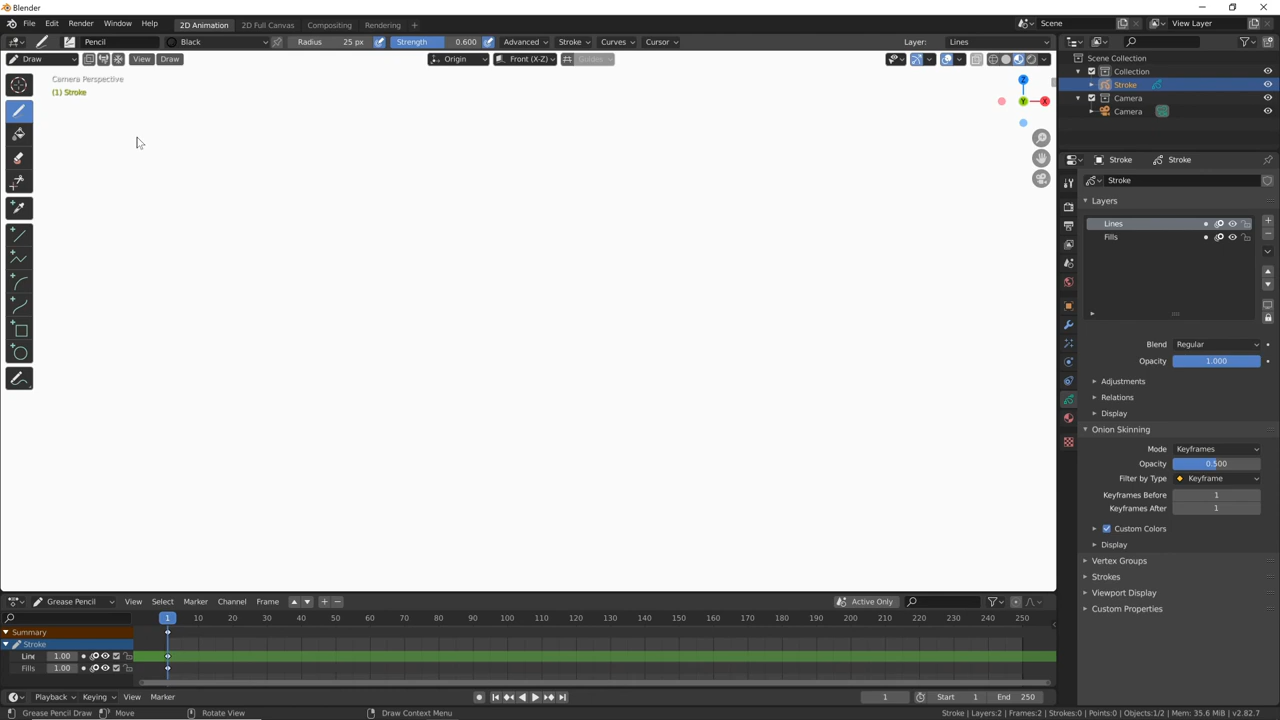 Blender
File Edit Render Window Help 2D Animation 2D Full Canvas Compositing Rendering + Scene View Layer
Pencil Black Radius 25 px Strength 0.600 Advanced Stroke Curves Cursor Layer: Lines
Draw View Draw Origin Front (X-Z) Guides
Camera Perspective
(1) Stroke
Z
Y
X
Scene Collection
Collection
Stroke
Camera
Camera
Stroke Stroke
Stroke
Layers
Lines
Fills
Blend Regular
Opacity 1.000
Adjustments
Relations
Display
Onion Skinning
Mode Keyframes
Opacity 0.500
Filter by Type Keyframe
Keyframes Before 1
Keyframes After 1
Custom Colors
Display
Vertex Groups
Strokes
Viewport Display
Custom Properties
Grease Pencil View Select Marker Channel Frame Active Only
1 10 20 30 40 50 60 70 80 90 100 110 120 130 140 150 160 170 180 190 200 210 220 230 240 250
Summary
Stroke
Line 1.00
Fills 1.00
Playback Keying View Marker 1 Start 1 End 250
Grease Pencil Draw Move Rotate View Draw Context Menu Stroke | Layers:2 | Frames:2 | Strokes:0 | Points:0 | Objects:1/2 | Mem: 35.6 MiB | v2.82.7